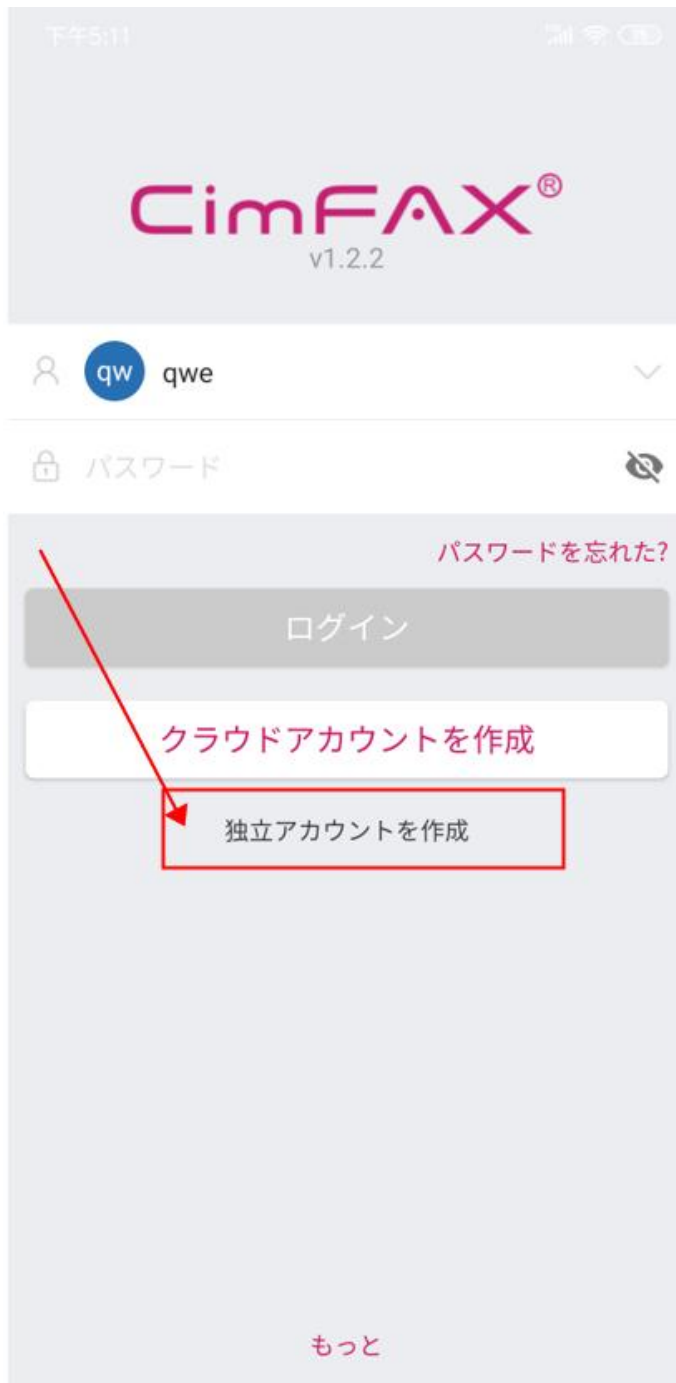 下午5:11
CimFAX®
v1.2.2
qw qwe
パスワード
パスワードを忘れた?
ログイン
クラウドアカウントを作成
独立アカウントを作成
もっと